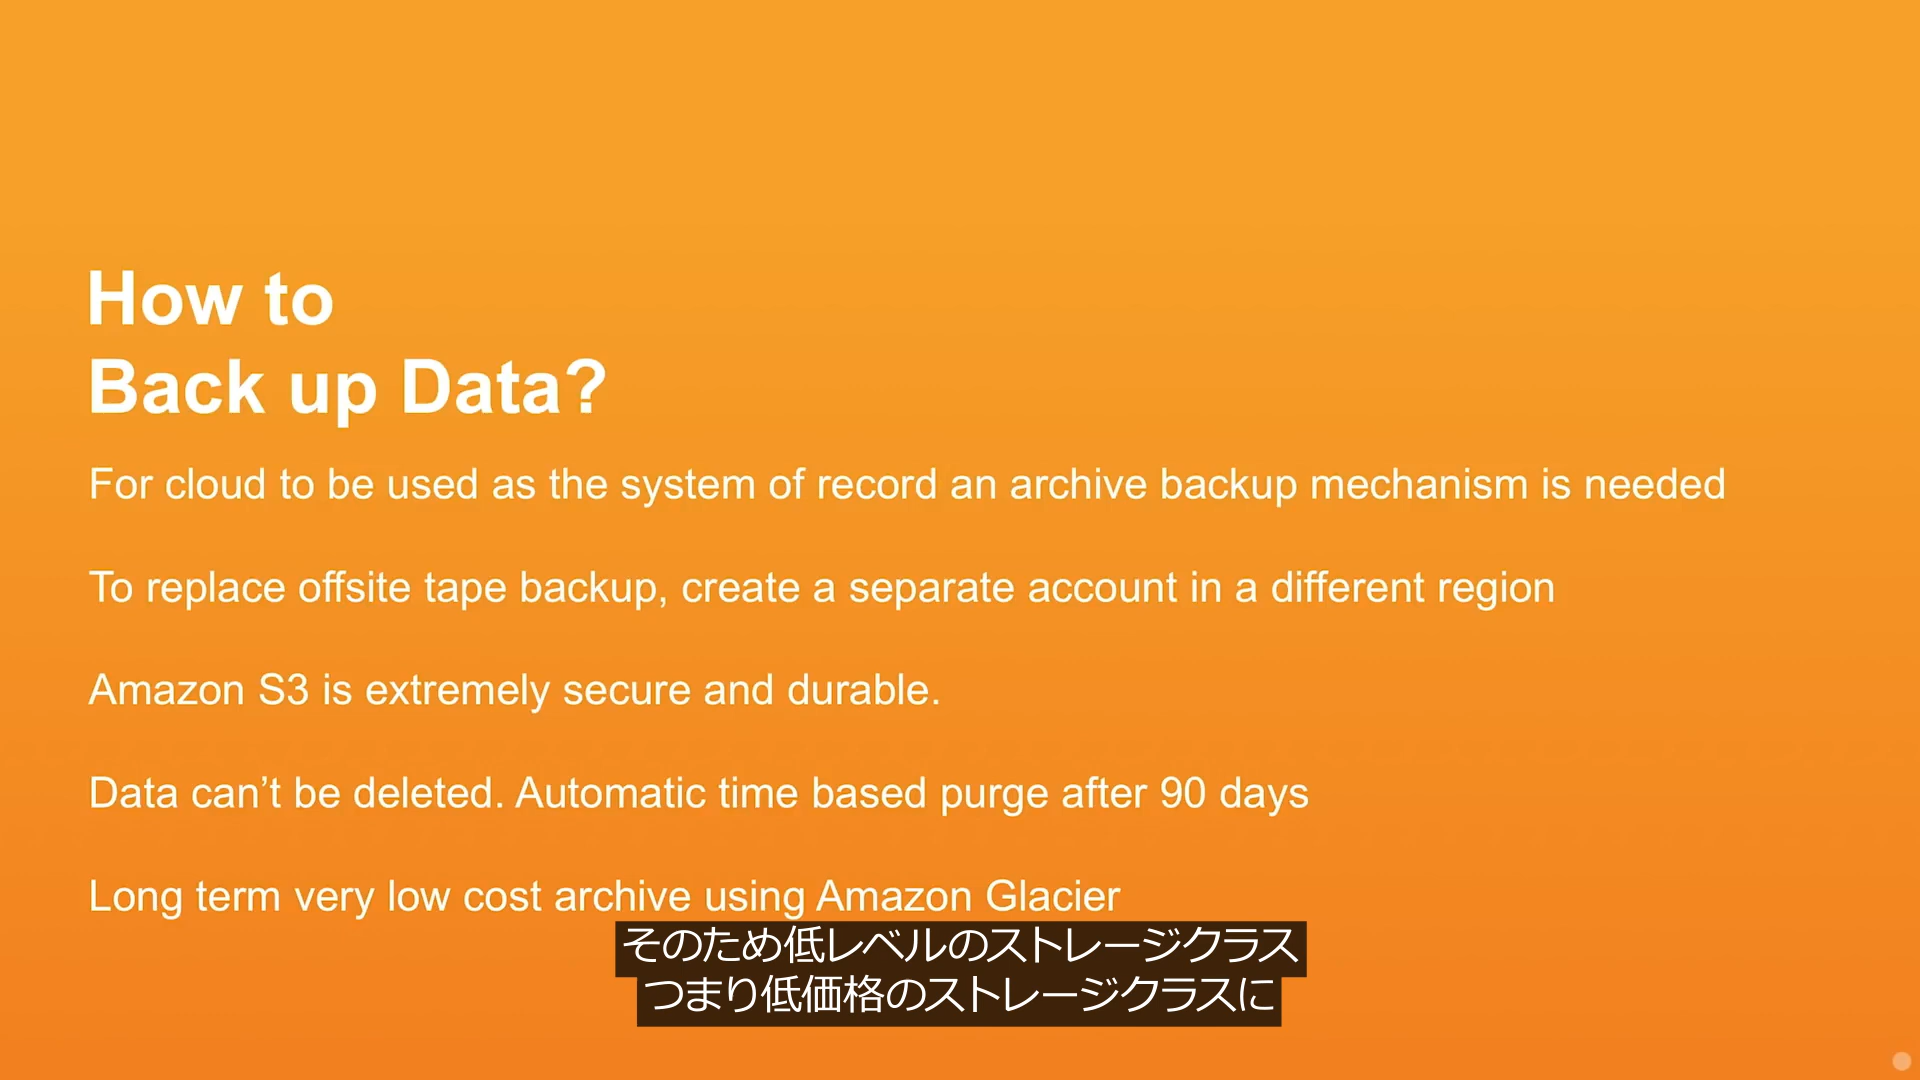 How to
Back up Data?
For cloud to be used as the system of record an archive backup mechanism is needed
To replace offsite tape backup, create a separate account in a different region
Amazon S3 is extremely secure and durable.
Data can’t be deleted. Automatic time based purge after 90 days
Long term very low cost archive using Amazon Glacier
そのため低レベルのストレージクラス
つまり低価格のストレージクラスに